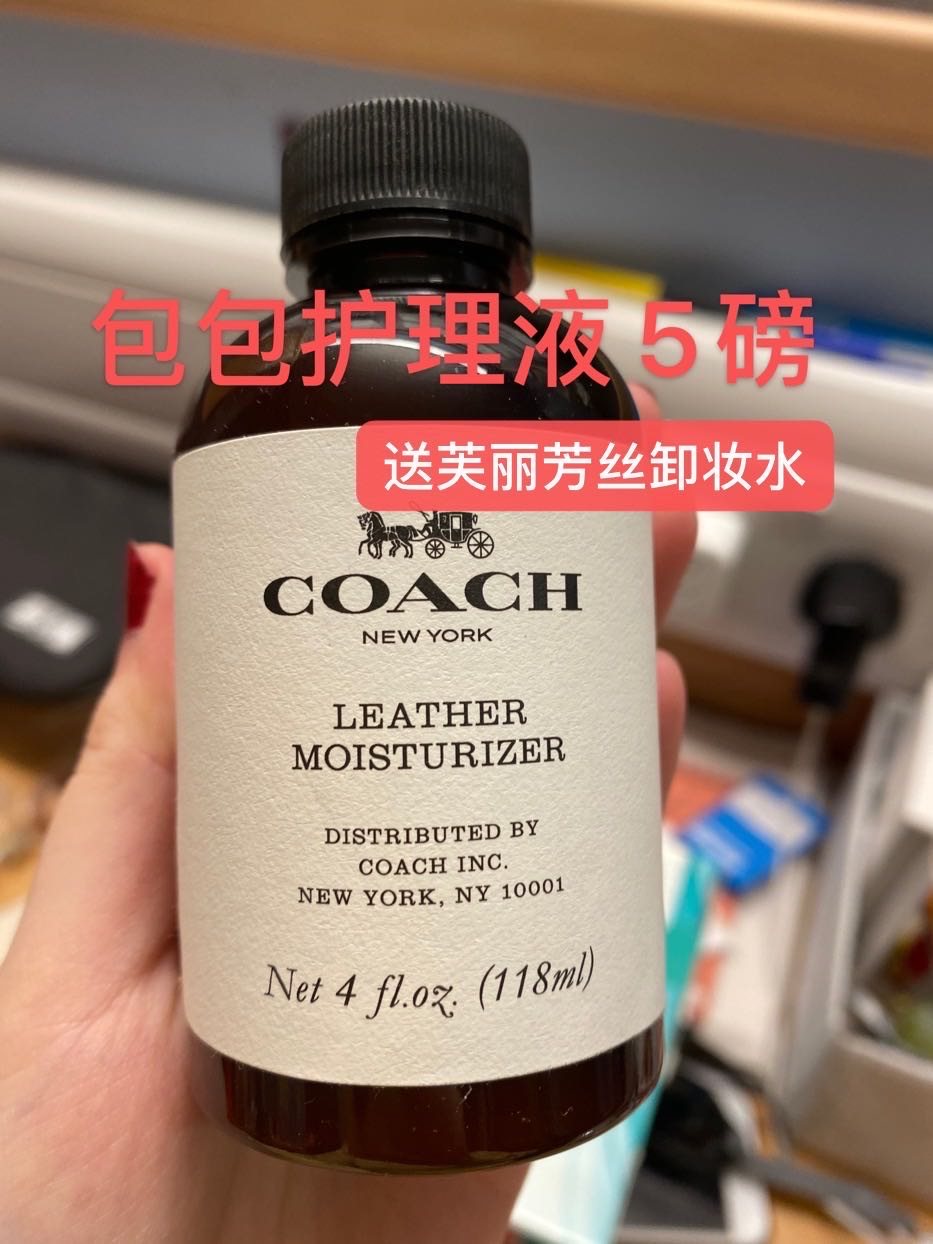 包包护理液5磅
送芙丽芳丝卸妆水
COACH
NEW YORK
LEATHER
MOISTURIZER
DISTRIBUTED BY
COACH INC.
NEW YORK, NY 10001
Net 4 fl.oz. (118ml)